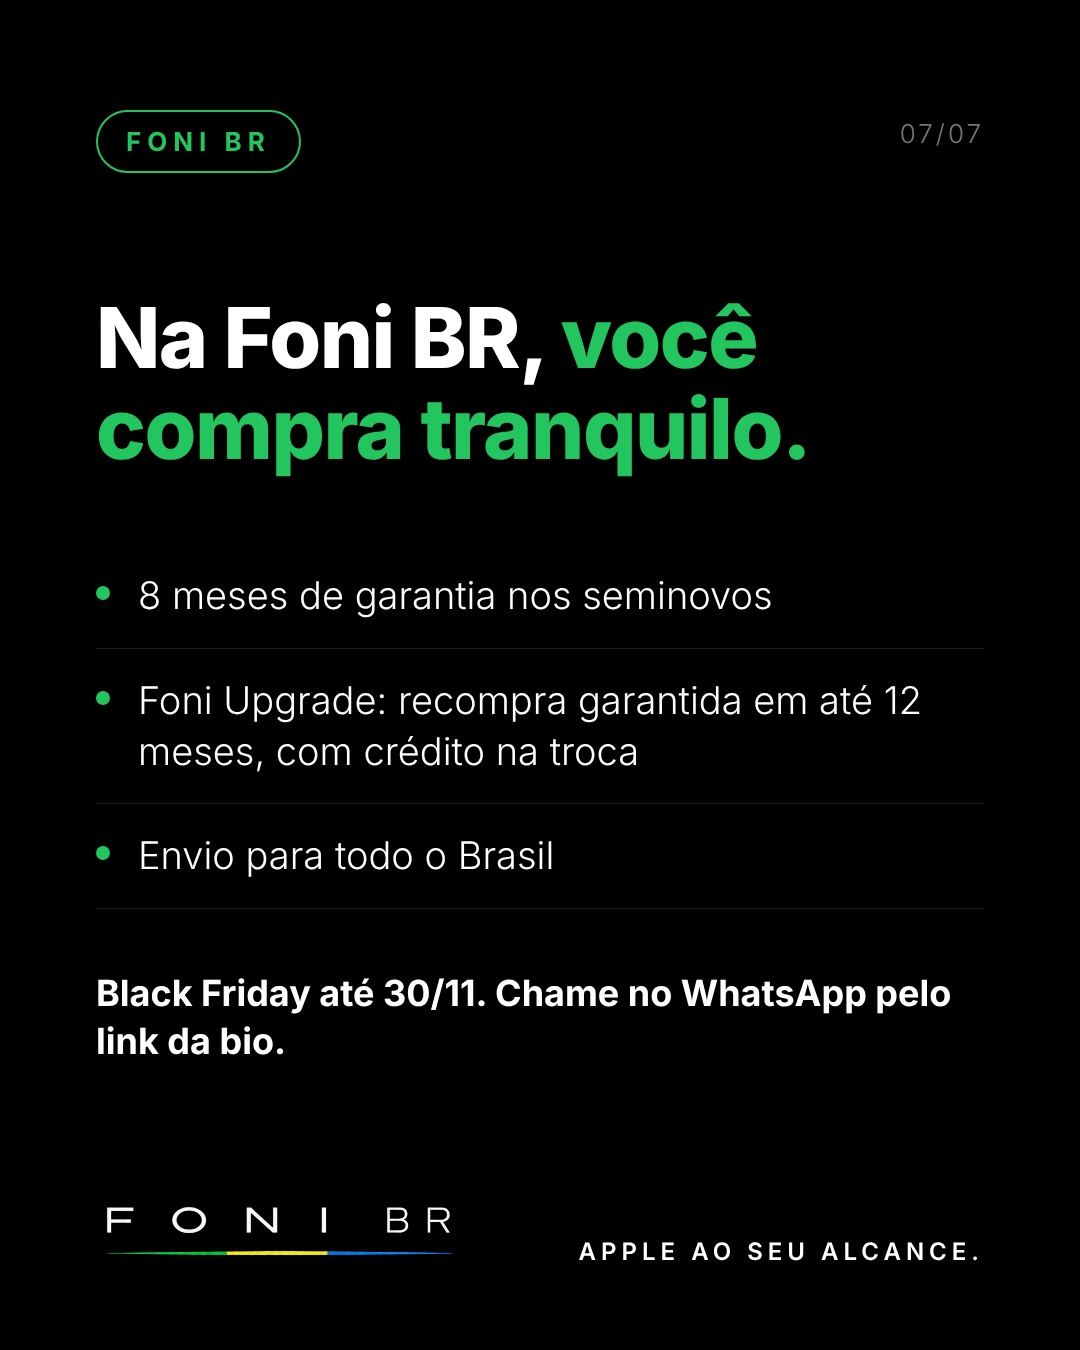 FONI BR
07/07
Na Foni BR, você
compra tranquilo.
8 meses de garantia nos seminovos
Foni Upgrade: recompra garantida em até 12
meses, com crédito na troca
Envio para todo o Brasil
Black Friday até 30/11. Chame no WhatsApp pelo
link da bio.
FONI BR
APPLE AO SEU ALCANCE.